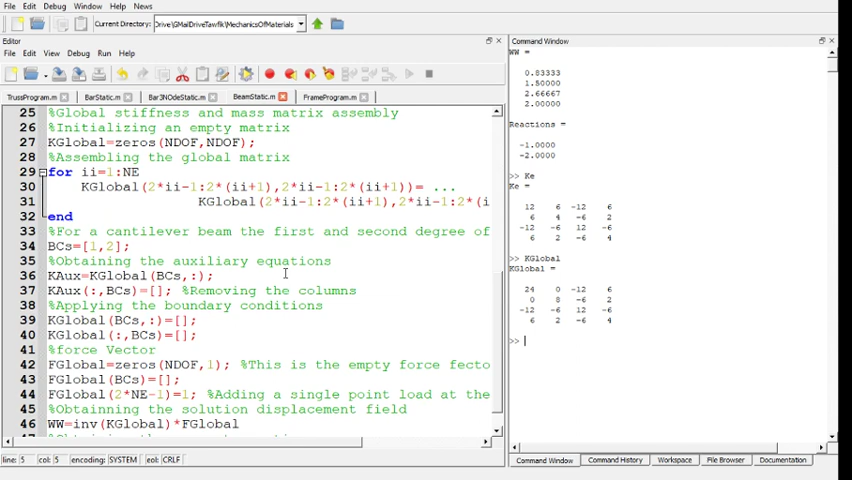 File Edit View Debug Window Help News
Current Directory: Drive\GMailDriveTawfik\MechanicsOfMaterials
Editor
File Edit View Debug Run Help
TrussProgram.m BarStatic.m Bar3NOdeStatic.m BeamStatic.m FrameProgram.m
25 %Global stiffness and mass matrix assembly
26 %Initializing an empty matrix
27 KGlobal=zeros(NDOF,NDOF);
28 %Assembling the global matrix
29 for ii=1:NE
30 KGlobal(2*ii-1:2*(ii+1),2*ii-1:2*(ii+1))= ...
31 KGlobal(2*ii-1:2*(ii+1),2*ii-1:2*(i
32 end
33 %For a cantilever beam the first and second degree of
34 BCs=[1,2];
35 %Obtaining the auxiliary equations
36 KAux=KGlobal(BCs,:);
37 KAux(:,BCs)=[]; %Removing the columns
38 %Applying the boundary conditions
39 KGlobal(BCs,:)=[];
40 KGlobal(:,BCs)=[];
41 %force Vector
42 FGlobal=zeros(NDOF,1); %This is the empty force fecto
43 FGlobal(BCs)=[];
44 FGlobal(2*NE-1)=1; %Adding a single point load at the
45 %Obtainning the solution displacement field
46 WW=inv(KGlobal)*FGlobal
line: 5 col: 5 encoding: SYSTEM eol: CRLF
Command Window
WW =
0.83333
1.50000
2.66667
2.00000
Reactions =
-1.0000
-2.0000
>> Ke
Ke =
12 6 -12 6
6 4 -6 2
-12 -6 12 -6
6 2 -6 4
>> KGlobal
KGlobal =
24 0 -12 6
0 8 -6 2
-12 -6 12 -6
6 2 -6 4
>>
Command Window Command History Workspace File Browser Documentation